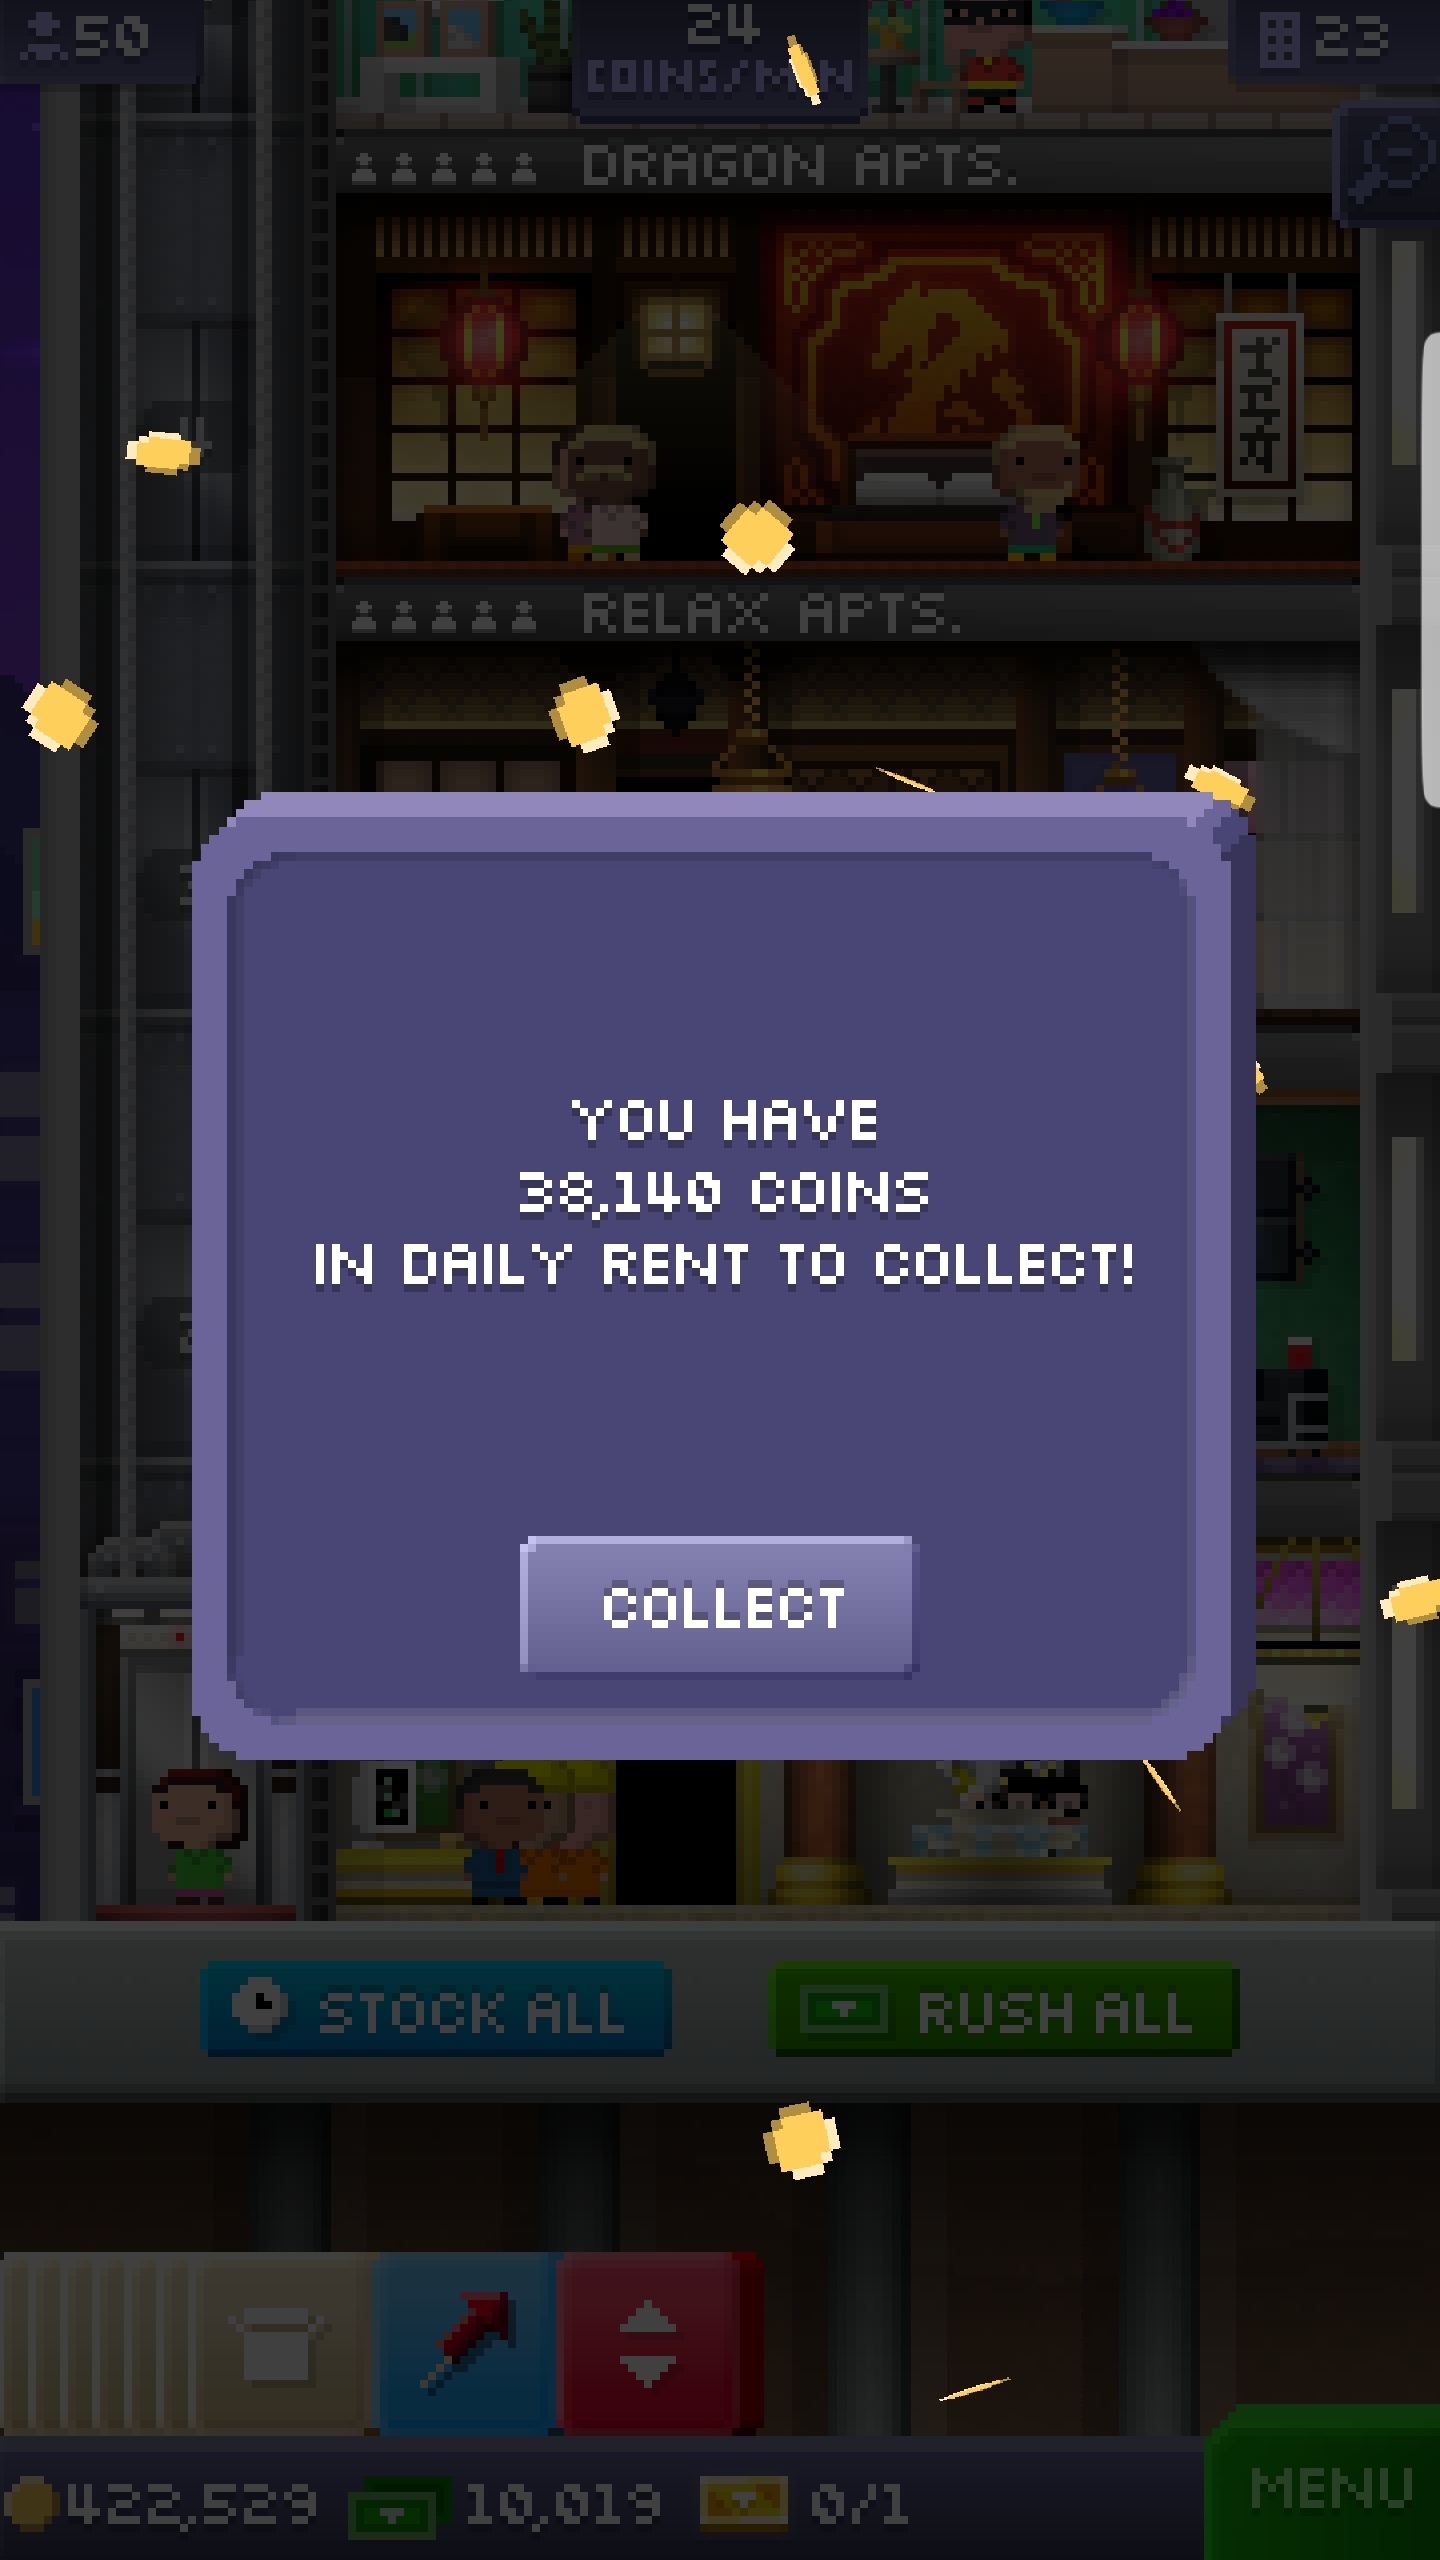 50
24
COINS/MIN
23
DRAGON APTS.
RELAX APTS.
YOU HAVE
38,140 COINS
IN DAILY RENT TO COLLECT!
COLLECT
STOCK ALL
RUSH ALL
422,529
10,019
0/1
MENU